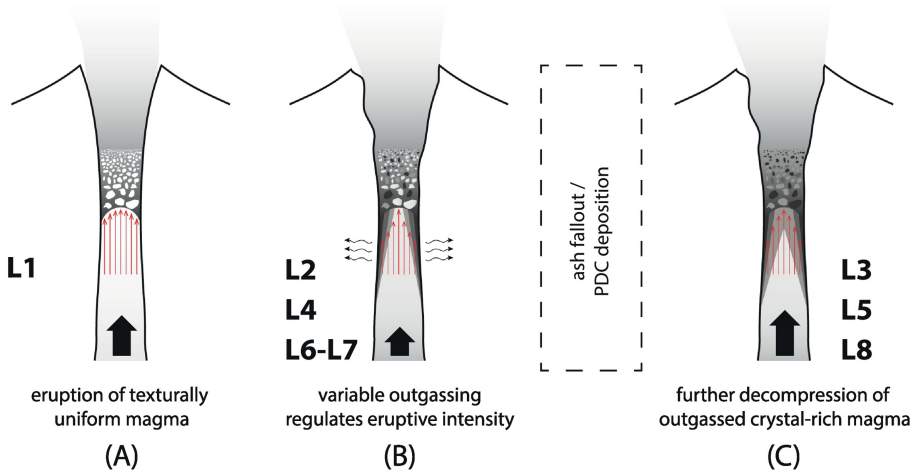 L1
eruption of texturally
uniform magma
(A)
L2
L4
L6-L7
variable outgassing
regulates eruptive intensity
(B)
ash fallout /
PDC deposition
L3
L5
L8
further decompression of
outgassed crystal-rich magma
(C)